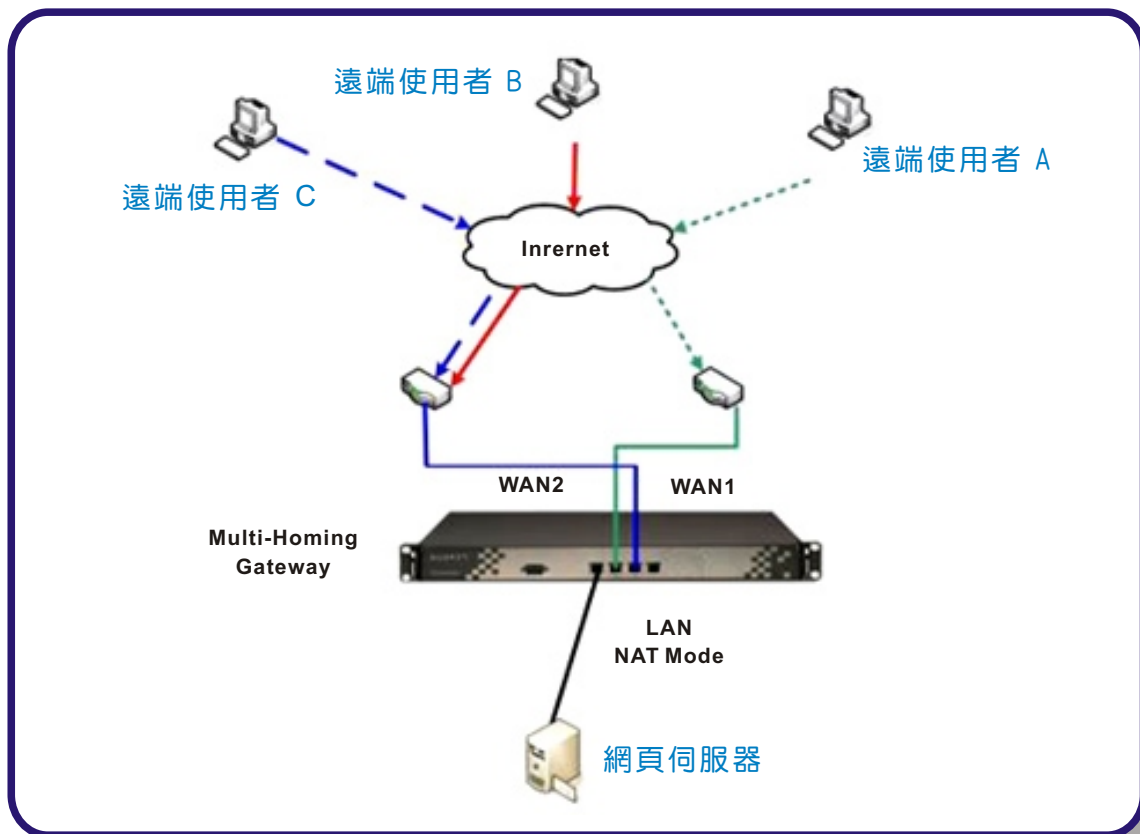 遠端使用者 B
遠端使用者 A
遠端使用者 C
Inrernet
WAN2
WAN1
Multi-Homing
Gateway
LAN
NAT Mode
網頁伺服器